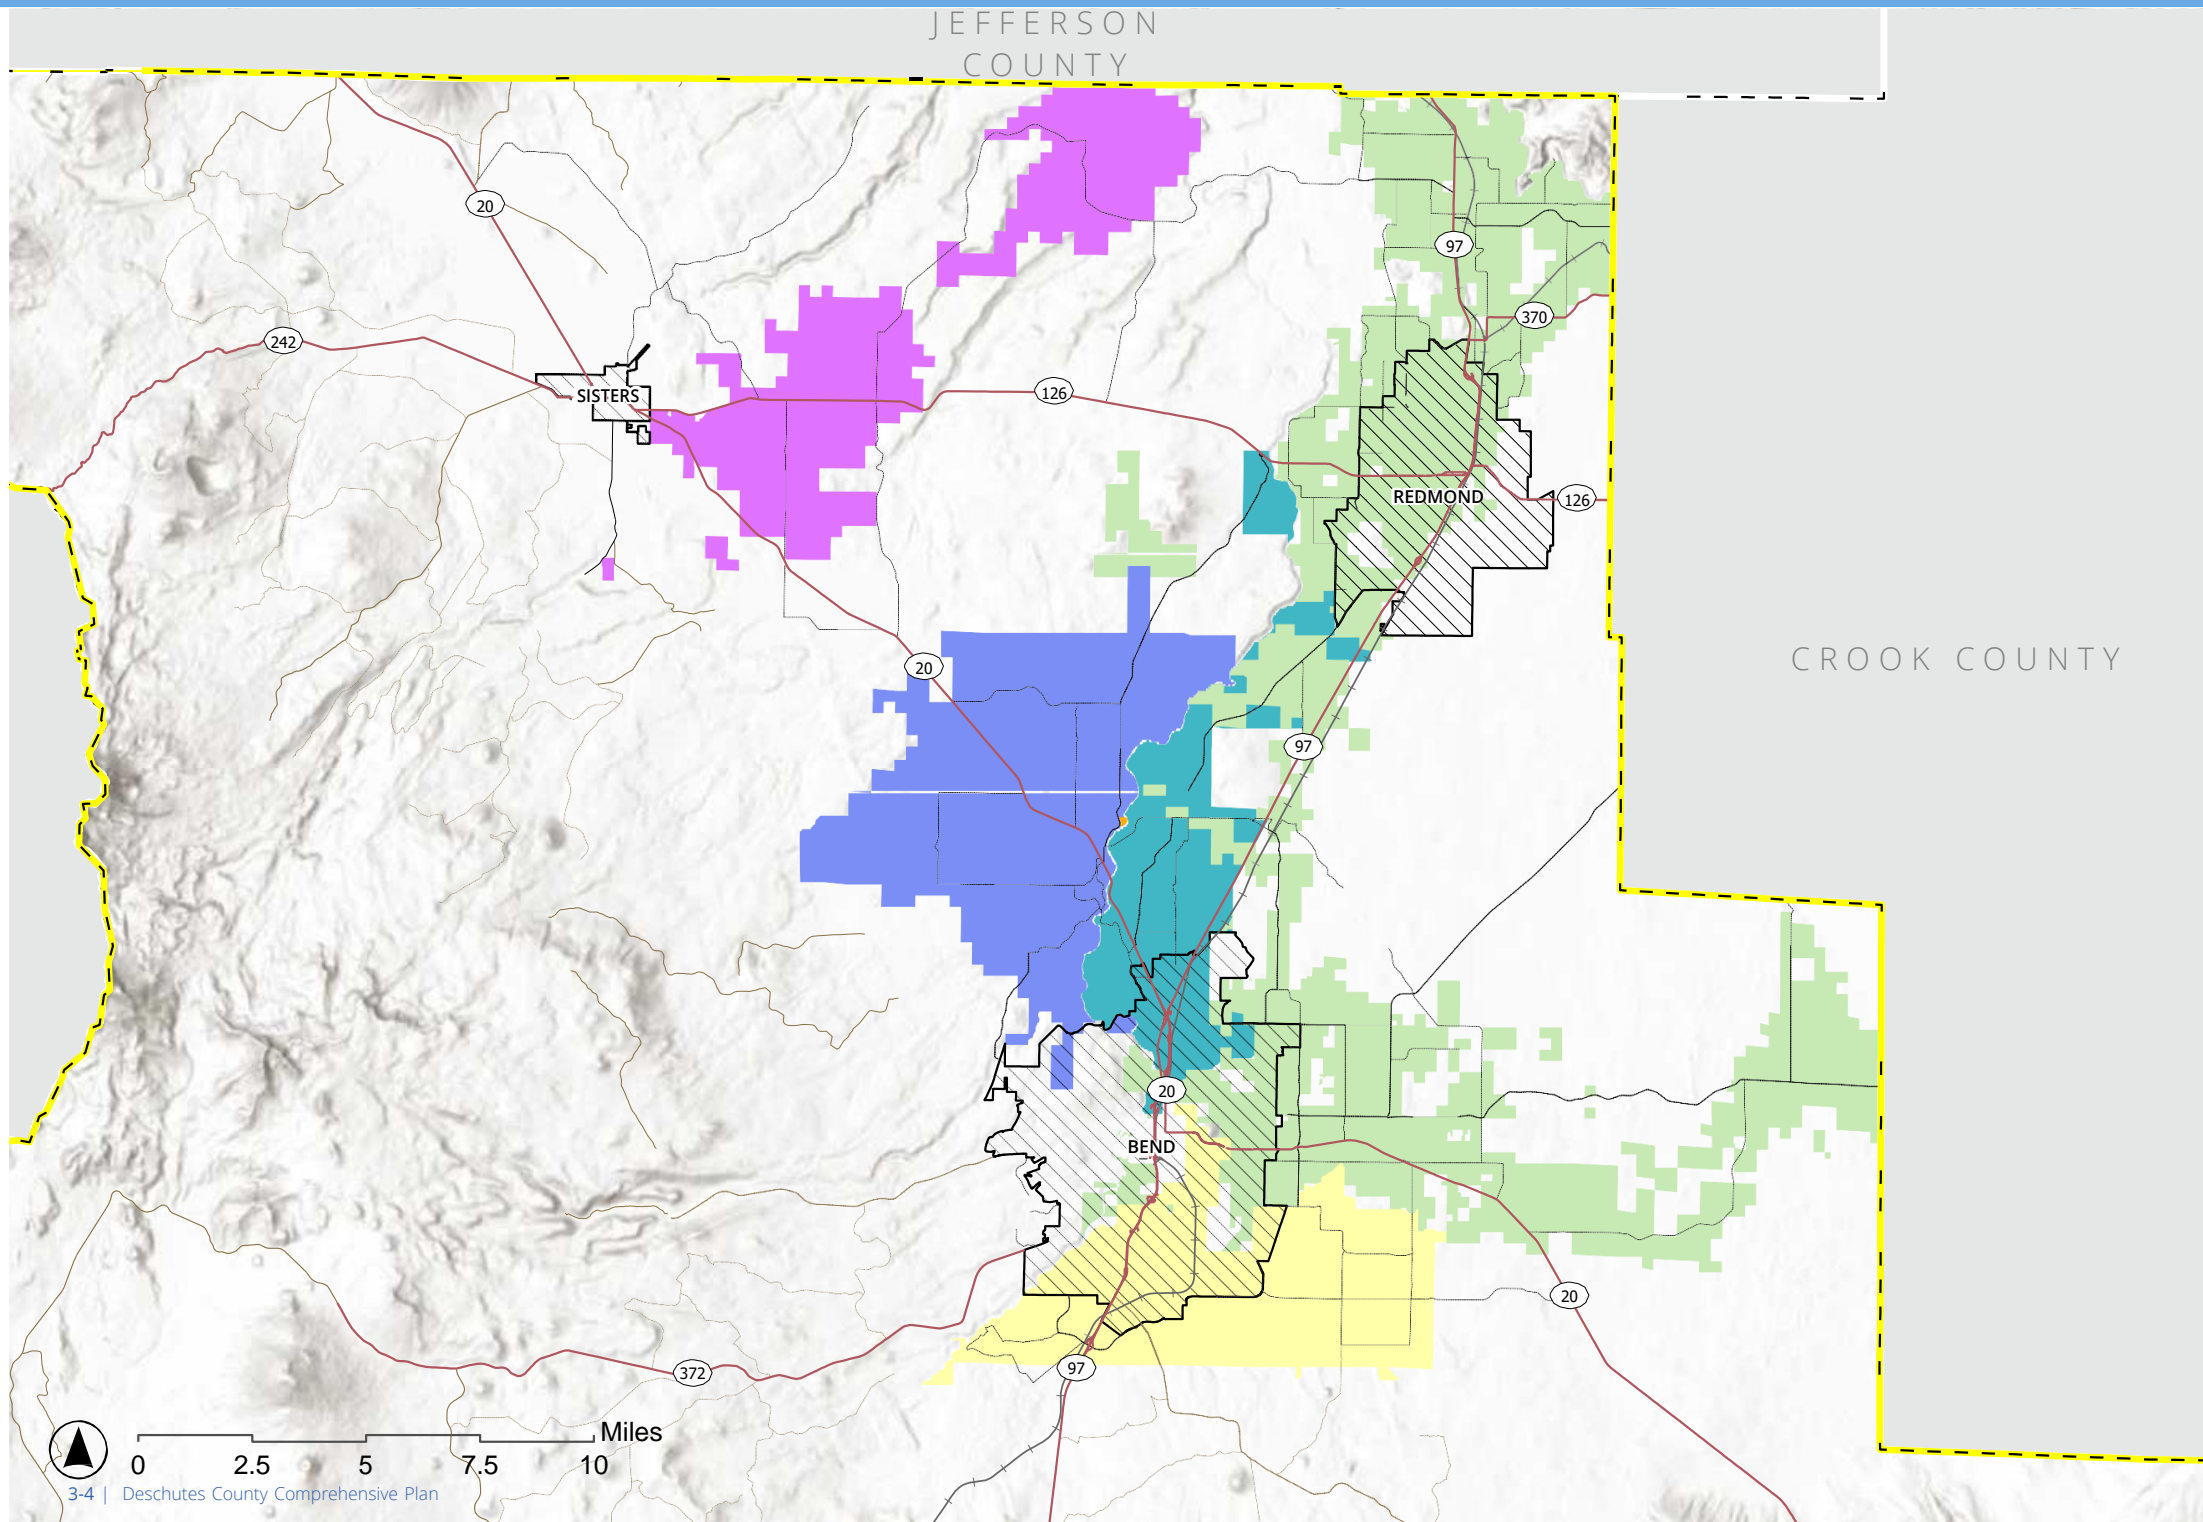 JEFFERSON
COUNTY
20
97
370
242
SISTERS
126
REDMOND
126
CROOK COUNTY
20
97
20
BEND
20
97
372
Miles
0 2.5 5 7.5 10
3-4 | Deschutes County Comprehensive Plan